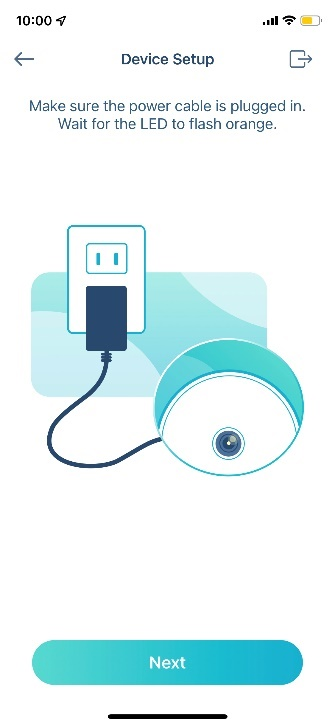 10:00
Device Setup
Make sure the power cable is plugged in.
Wait for the LED to flash orange.
Next